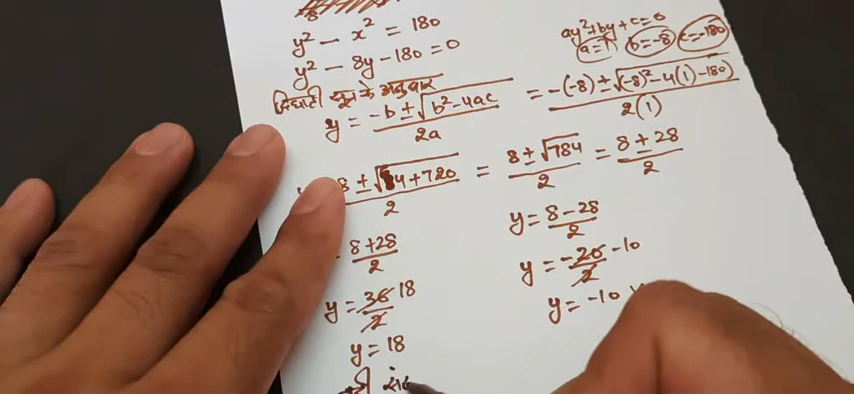 y² - x² = 180
ay² + by + c = 0
y² - 8y - 180 = 0
a = 1 b = -8 c = -180
द्विघाती सूत्र के अनुसार
y = (-b ± √(b² - 4ac))/2a = (-(-8) ± √((-8)² - 4(1) - 180))/2(1)
8 ± √(64 + 720)/2 = (8 ± √784)/2 = (8 ± 28)/2
(8 + 28)/2
y = (8 - 28)/2
y = 36/2 18
y = -20/2 -10
y = 18
y = -10